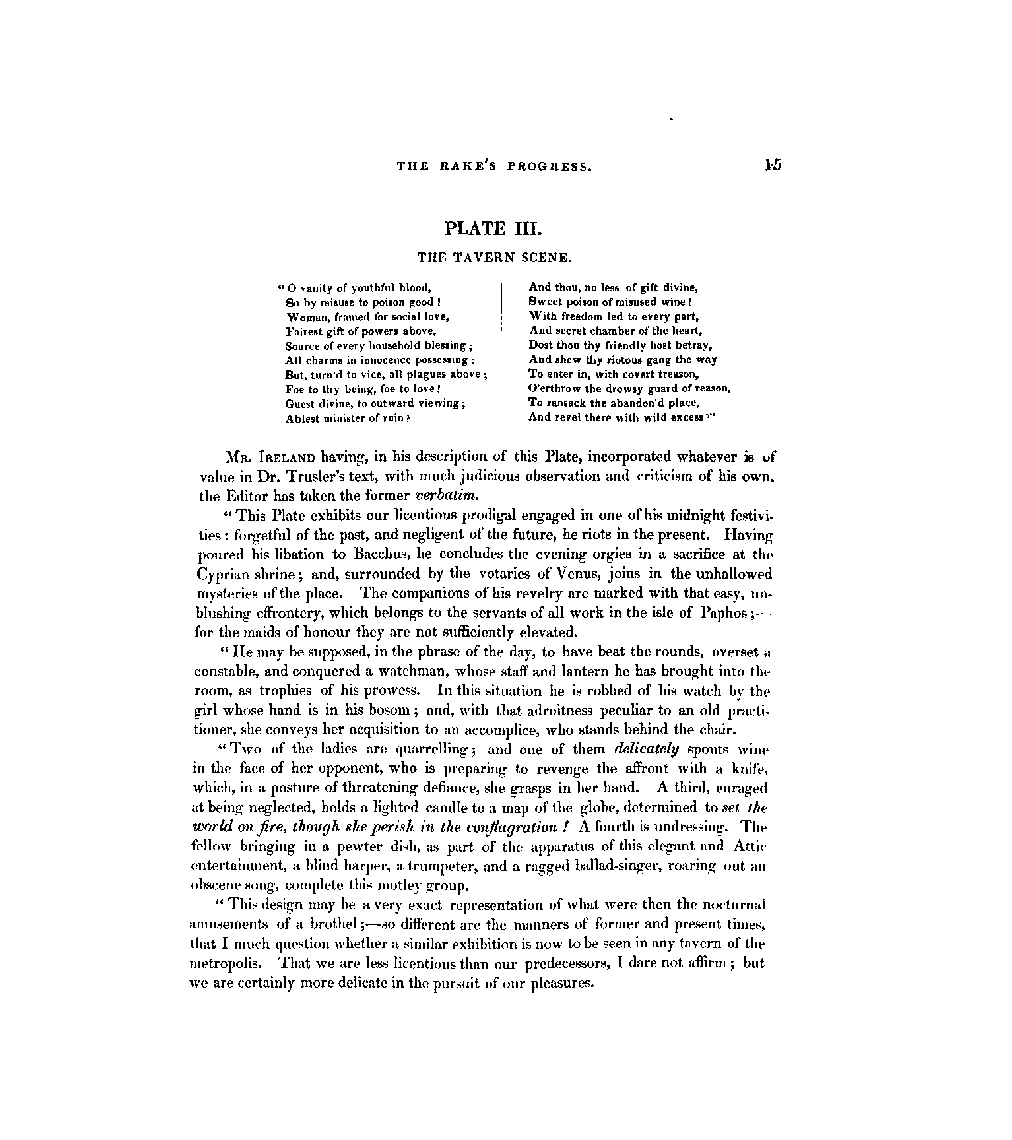 THE RAKE'S PROGRESS.
15
PLATE III.
THE TAVERN SCENE.
"O vanity of youthful blood,
So by misuse to poison good!
Woman, framed for social love,
Fairest gift of powers above,
Source of every household blessing;
All charms in innocence possessing:
But, turn'd to vice, all plagues above;
Foe to thy being, foe to love!
Guest divine, to outward viewing;
Ablest minister of ruin?
And thou, no less of gift divine,
Sweet poison of misused wine!
With freedom led to every part,
And secret chamber of the heart,
Dost thou thy friendly host betray,
And shew thy riotous gang the way
To enter in, with covert treason,
O'erthrow the drowsy guard of reason,
To ransack the abandon'd place,
And revel there with wild excess?"
MR. IRELAND having, in his description of this Plate, incorporated whatever is of
value in Dr. Trusler's text, with much judicious observation and criticism of his own,
the Editor has taken the former verbatim.
"This Plate exhibits our licentious prodigal engaged in one of his midnight festivi-
ties: forgetful of the past, and negligent of the future, he riots in the present. Having
poured his libation to Bacchus, he concludes the evening orgies in a sacrifice at the
Cyprian shrine; and, surrounded by the votaries of Venus, joins in the unhallowed
mysteries of the place. The companions of his revelry are marked with that easy, un-
blushing effrontery, which belongs to the servants of all work in the isle of Paphos;—
for the maids of honour they are not sufficiently elevated.
"He may be supposed, in the phrase of the day, to have beat the rounds, overset a
constable, and conquered a watchman, whose staff and lantern he has brought into the
room, as trophies of his prowess. In this situation he is robbed of his watch by the
girl whose hand is in his bosom; and, with that adroitness peculiar to an old practi-
tioner, she conveys her acquisition to an accomplice, who stands behind the chair.
"Two of the ladies are quarrelling; and one of them delicately spouts wine
in the face of her opponent, who is preparing to revenge the affront with a knife,
which, in a posture of threatening defiance, she grasps in her hand. A third, enraged
at being neglected, holds a lighted candle to a map of the globe, determined to set the
world on fire, though she perish in the conflagration! A fourth is undressing. The
fellow bringing in a pewter dish, as part of the apparatus of this elegant and Attic
entertainment, a blind harper, a trumpeter, and a ragged ballad-singer, roaring out an
obscene song, complete this motley group.
"This design may be a very exact representation of what were then the nocturnal
amusements of a brothel;—so different are the manners of former and present times,
that I much question whether a similar exhibition is now to be seen in any tavern of the
metropolis. That we are less licentious than our predecessors, I dare not affirm; but
we are certainly more delicate in the pursuit of our pleasures.